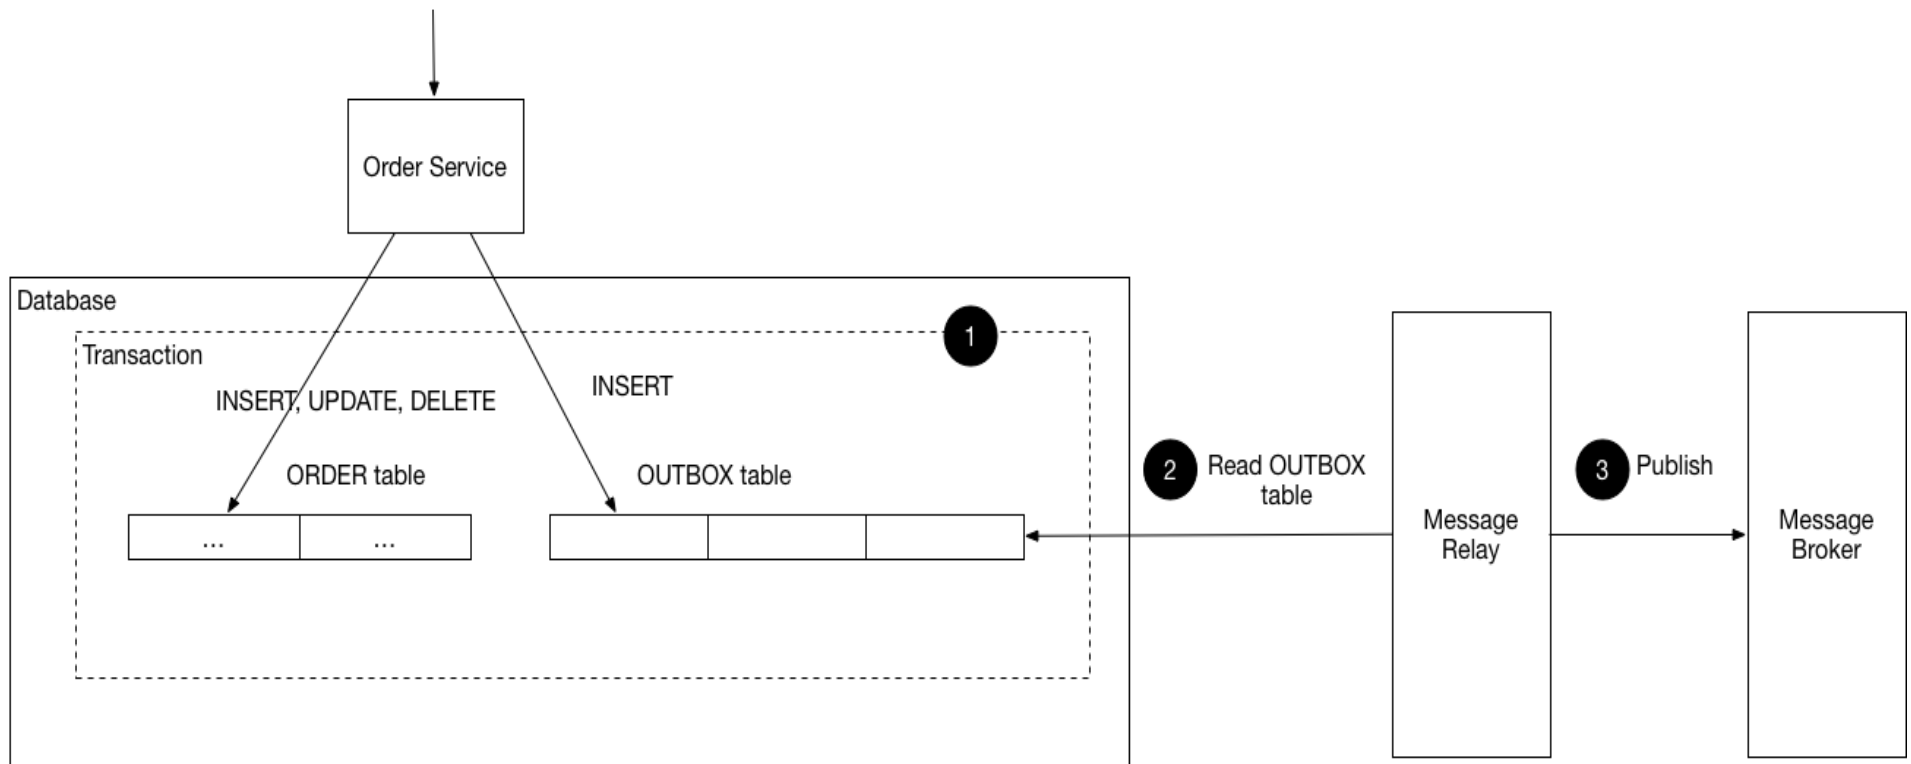 Order Service
Database
Transaction
1
INSERT, UPDATE, DELETE
INSERT
ORDER table
OUTBOX table
...
...
2
Read OUTBOX
table
3
Publish
Message
Relay
Message
Broker